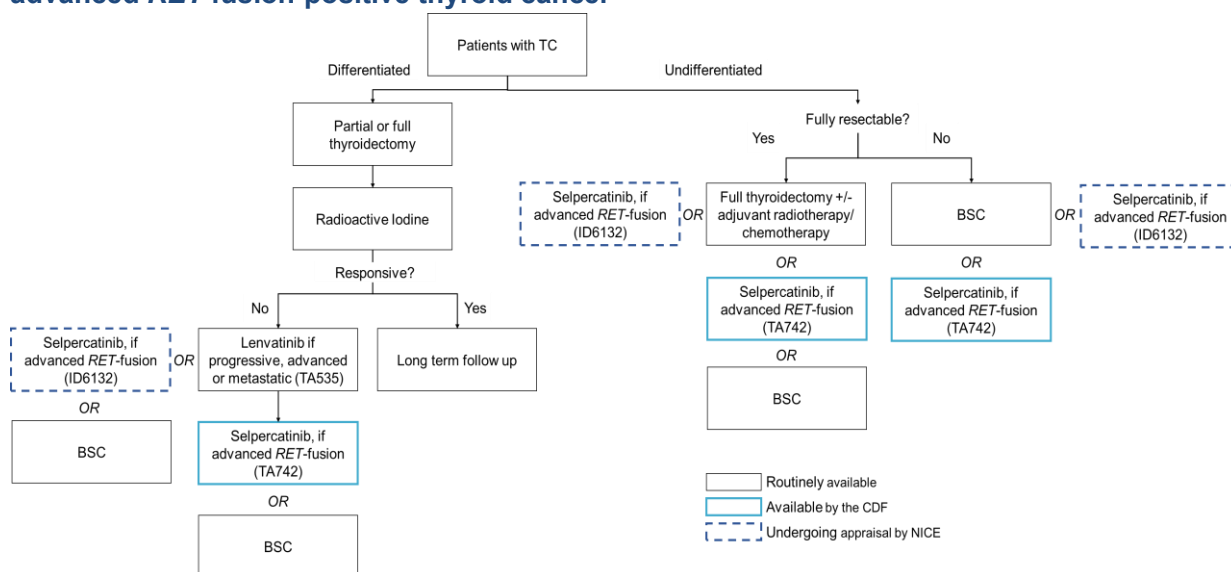 advanced RET-fusion-positive thyroid cancer
Patients with TC
Differentiated
Undifferentiated
Partial or full
thyroidectomy
Fully resectable?
Yes
No
Radioactive Iodine
Selpercatinib, if
advanced RET-fusion
(ID6132)
OR
Full thyroidectomy +/-
adjuvant radiotherapy/
chemotherapy
BSC
OR
Selpercatinib, if
advanced RET-fusion
(ID6132)
Responsive?
OR
OR
No
Yes
Selpercatinib, if
advanced RET-fusion
(TA742)
Selpercatinib, if
advanced RET-fusion
(TA742)
Selpercatinib, if
advanced RET-fusion
(ID6132)
OR
Lenvatinib if
progressive, advanced
or metastatic (TA535)
Long term follow up
OR
BSC
OR
BSC
Selpercatinib, if
advanced RET-fusion
(TA742)
OR
BSC
Routinely available
Available by the CDF
Undergoing appraisal by NICE